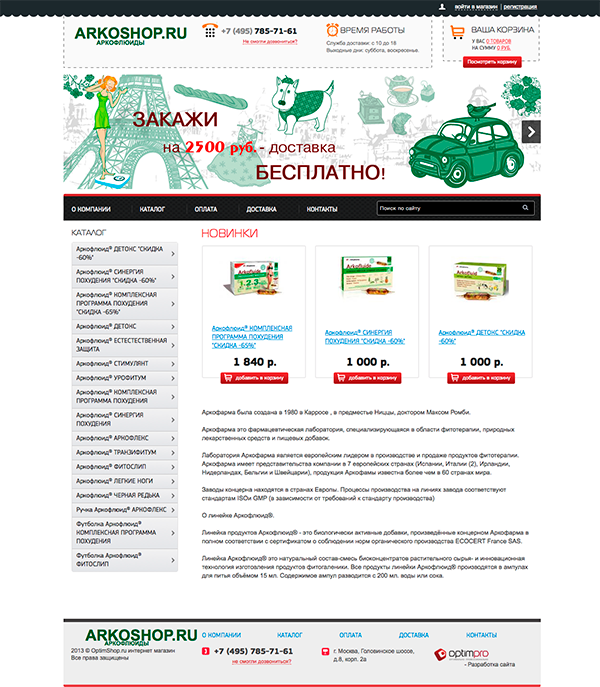 войти в магазин | регистрация
ARKOSHOP.RU
АРКОФЛЮИДЫ
+7 (495) 785-71-61
Не смогли дозвониться?
ВРЕМЯ РАБОТЫ
Служба доставки: с 10 до 18
Выходные дни: суббота, воскресенье.
ВАША КОРЗИНА
У ВАС 0 ТОВАРОВ
НА СУММУ 0 РУБ.
Посмотреть корзину
ЗАКАЖИ
на 2500 руб. - доставка
БЕСПЛАТНО!
О КОМПАНИИ КАТАЛОГ ОПЛАТА ДОСТАВКА КОНТАКТЫ
Поиск по сайту
КАТАЛОГ
Аркофлюид® ДЕТОКС "СКИДКА
-60%"
Аркофлюид® СИНЕРГИЯ
ПОХУДЕНИЯ "СКИДКА -60%"
Аркофлюид® КОМПЛЕКСНАЯ
ПРОГРАММА ПОХУДЕНИЯ
"СКИДКА -65%"
Аркофлюид® ДЕТОКС
Аркофлюид® ЕСТЕСТВЕННАЯ
ЗАЩИТА
Аркофлюид® СТИМУЛЯНТ
Аркофлюид® УРОФИТУМ
Аркофлюид® КОМПЛЕКСНАЯ
ПРОГРАММА ПОХУДЕНИЯ
Аркофлюид® СИНЕРГИЯ
ПОХУДЕНИЯ
Аркофлюид® АРКОФЛЕКС
Аркофлюид® ТРАНЗИФИТУМ
Аркофлюид® ФИТОСЛИП
Аркофлюид® ЛЕГКИЕ НОГИ
Аркофлюид® ЧЕРНАЯ РЕДЬКА
Ручка Аркофлюид® АРКОФЛЕКС
Футболка Аркофлюид®
КОМПЛЕКСНАЯ ПРОГРАММА
ПОХУДЕНИЯ
Футболка Аркофлюид®
ФИТОСЛИП
НОВИНКИ
Arkofluide
1 2 3
Arkofluide
Arkofluide
Аркофлюид® КОМПЛЕКСНАЯ
ПРОГРАММА ПОХУДЕНИЯ
"СКИДКА -65%"
1 840 р.
добавить в корзину
Аркофлюид® СИНЕРГИЯ
ПОХУДЕНИЯ "СКИДКА -60%"
1 000 р.
добавить в корзину
Аркофлюид® ДЕТОКС "СКИДКА
-60%"
1 000 р.
добавить в корзину
Аркофарма была создана в 1980 в Карросе , в предместье Ниццы, доктором Максом Ромби.
Аркофарма это фармацевтическая лаборатория, специализирующаяся в области фитотерапии, природных
лекарственных средств и пищевых добавок.
Лаборатория Аркофарма является европейским лидером в производстве и продаже продуктов фитотерапии.
Аркофарма имеет представительства компании в 7 европейских странах (Испании, Италии (2), Ирландии,
Нидерландах, Бельгии и Швейцарии), продукция Аркофамы известна более чем в 60 странах мира.
Заводы концерна находятся в странах Европы. Процессы производства на линиях завода соответствуют
стандартам ISOи GMP (в зависимости от требований к стандарту производства)
О линейке Аркофлюид®.
Линейка продуктов Аркофлюид® - это биологически активные добавки, произведённые концерном Аркофарма в
полном соответствии с сертификатом о соблюдении норм органического производства ECOCERT France SAS.
Линейка Аркофлюид® это натуральный состав-смесь биоконцентратов растительного сырья- и инновационная
технология изготовления продуктов фитогаленики. Все продукты линейки Аркофлюид® производятся в ампулах
для питья объёмом 15 мл. Содержимое ампул разводится с 200 мл. воды или сока.
ARKOSHOP.RU
АРКОФЛЮИДЫ
2013 © OptimShop.ru интернет магазин
Все права защищены
О КОМПАНИИ КАТАЛОГ ОПЛАТА ДОСТАВКА КОНТАКТЫ
+7 (495) 785-71-61
не смогли дозвониться?
г. Москва, Головинское шосое,
д.8, корп. 2а
optimpro
- Разработка сайта